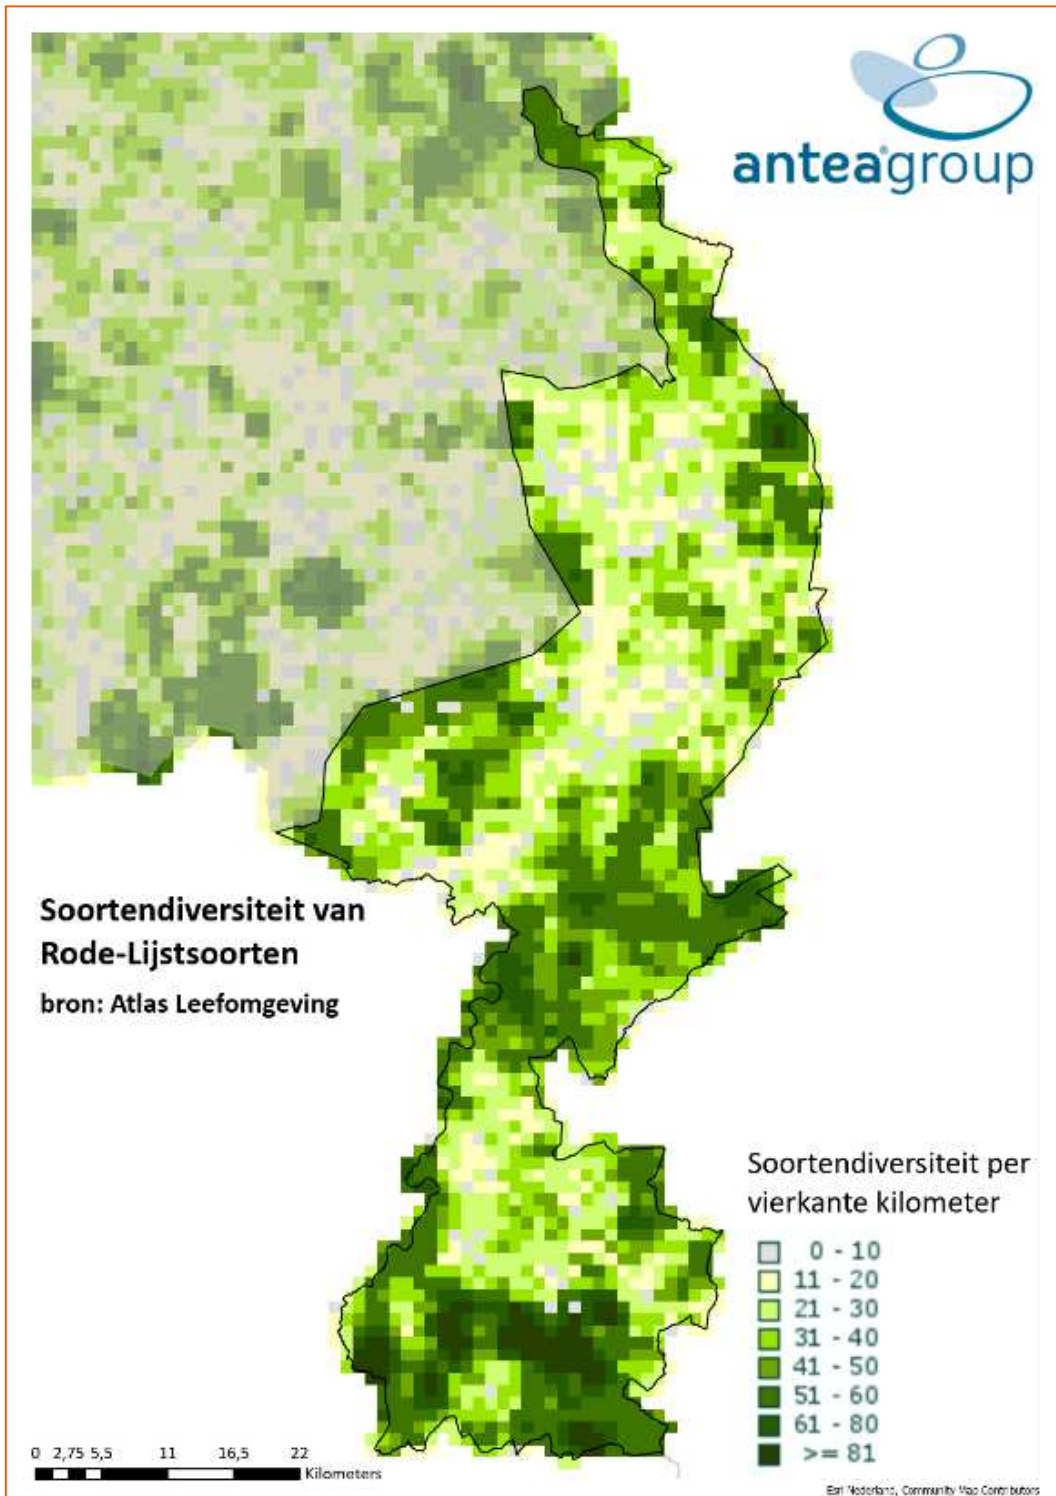 anteagroup
Soortendiversiteit van
Rode-Lijstsoorten
bron: Atlas Leefomgeving
Soortendiversiteit per
vierkante kilometer
0 - 10
11 - 20
21 - 30
31 - 40
41 - 50
51 - 60
61 - 80
>= 81
0 2,75 5,5 11 16,5 22
Kilometers
Esri Nederland, Community Map Contributors